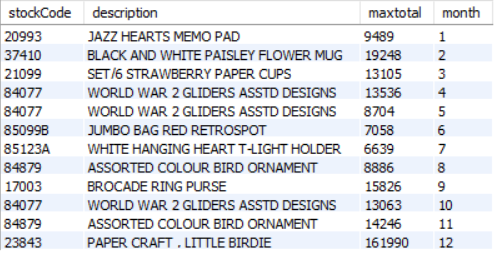 stockCode description maxtotal month
20993 JAZZ HEARTS MEMO PAD 9489 1
37410 BLACK AND WHITE PAISLEY FLOWER MUG 19248 2
21099 SET/6 STRAWBERRY PAPER CUPS 13105 3
84077 WORLD WAR 2 GLIDERS ASSTD DESIGNS 13536 4
84077 WORLD WAR 2 GLIDERS ASSTD DESIGNS 8704 5
85099B JUMBO BAG RED RETROSPOT 7058 6
85123A WHITE HANGING HEART T-LIGHT HOLDER 6639 7
84879 ASSORTED COLOUR BIRD ORNAMENT 8886 8
17003 BROCADE RING PURSE 15826 9
84077 WORLD WAR 2 GLIDERS ASSTD DESIGNS 13063 10
84879 ASSORTED COLOUR BIRD ORNAMENT 14246 11
23843 PAPER CRAFT , LITTLE BIRDIE 161990 12